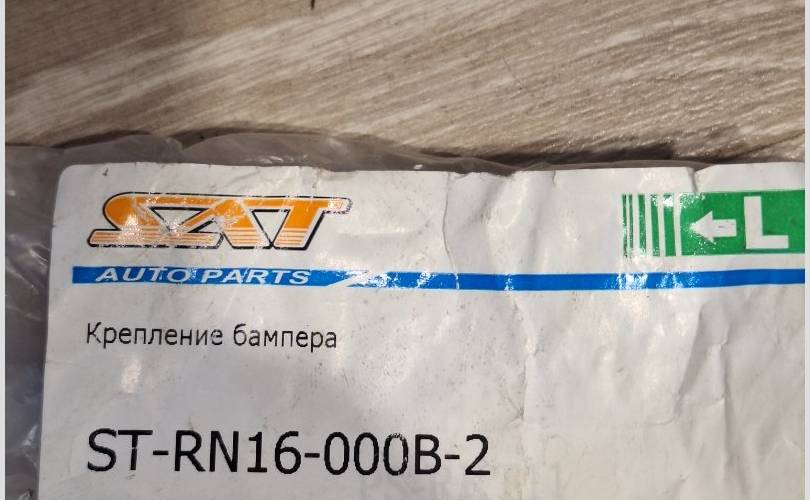 SAT
L
AUTO PARTS
Крепление бампера
ST-RN16-000B-2